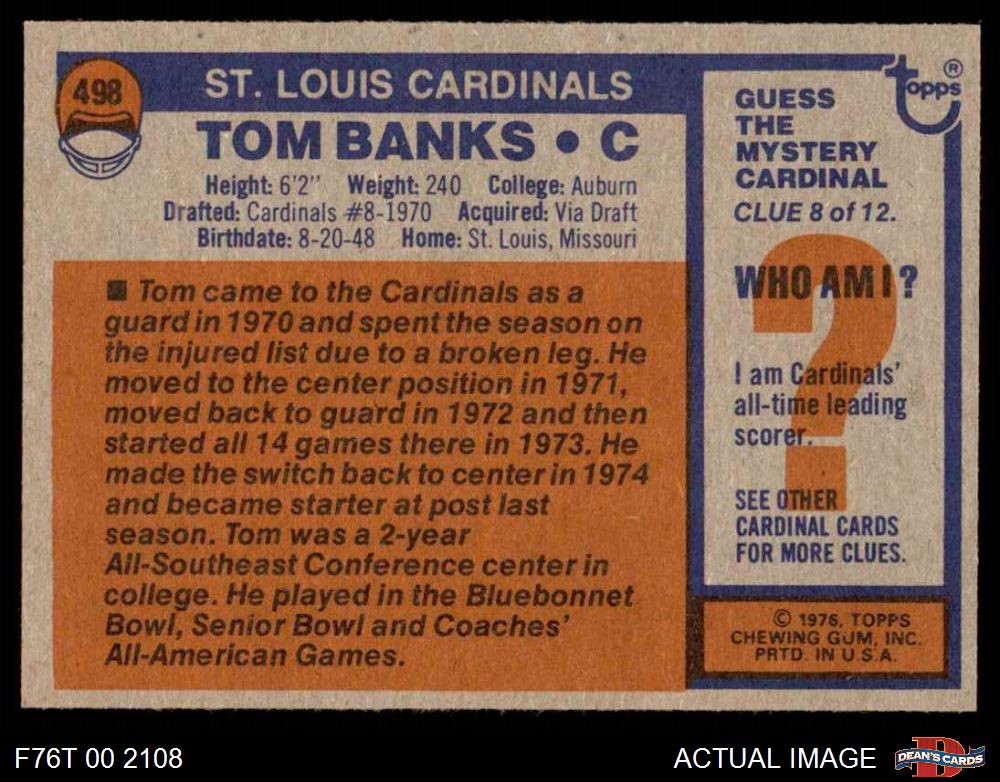 498
ST. LOUIS CARDINALS
TOM BANKS • C
Height: 6'2" Weight: 240 College: Auburn
Drafted: Cardinals #8-1970 Acquired: Via Draft
Birthdate: 8-20-48 Home: St. Louis, Missouri
■ Tom came to the Cardinals as a
guard in 1970 and spent the season on
the injured list due to a broken leg. He
moved to the center position in 1971,
moved back to guard in 1972 and then
started all 14 games there in 1973. He
made the switch back to center in 1974
and became starter at post last
season. Tom was a 2-year
All-Southeast Conference center in
college. He played in the Bluebonnet
Bowl, Senior Bowl and Coaches'
All-American Games.
topps ®
GUESS
THE
MYSTERY
CARDINAL
CLUE 8 of 12.
WHO AM I ?
?
I am Cardinals'
all-time leading
scorer.
SEE OTHER
CARDINAL CARDS
FOR MORE CLUES.
© 1976, TOPPS
CHEWING GUM, INC.
PRTD. IN U.S.A.
F76T 00 2108
ACTUAL IMAGE
D
DEAN'S CARDS